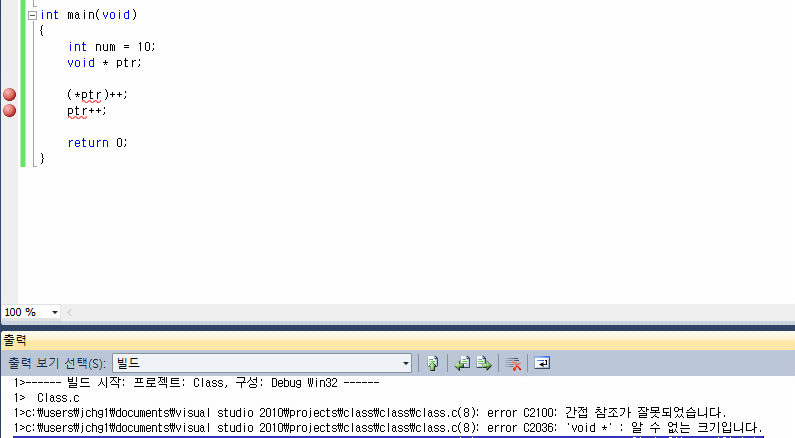 int main(void)
{
int num = 10;
void * ptr;
(*ptr)++;
ptr++;
return 0;
}
100 %
출력
출력 보기 선택(S): 빌드
1>------ 빌드 시작: 프로젝트: Class, 구성: Debug Win32 ------
1> Class.c
1>c:₩users₩jchg1₩documents₩visual studio 2010₩projects₩class₩class₩class.c(8): error C2100: 간접 참조가 잘못되었습니다.
1>c:₩users₩jchg1₩documents₩visual studio 2010₩projects₩class₩class₩class.c(9): error C2036: 'void *' : 알 수 없는 크기입니다.